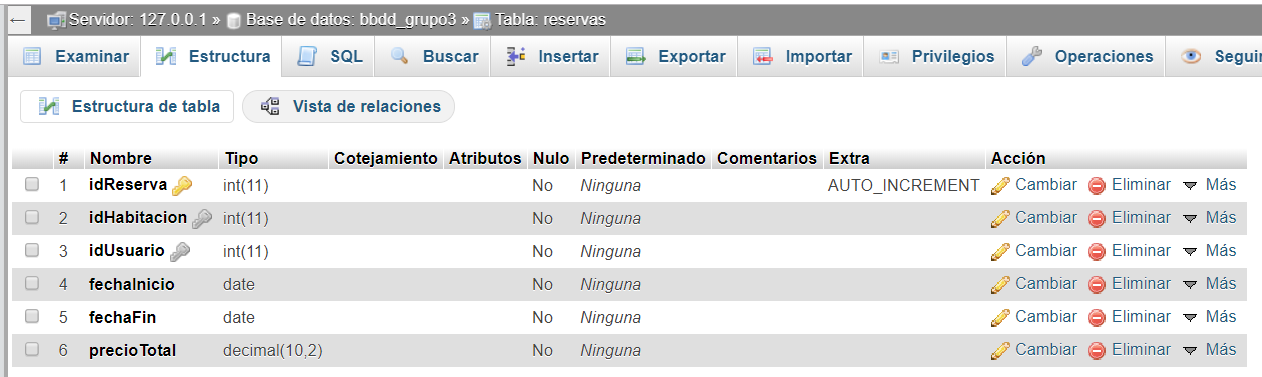 ← Servidor: 127.0.0.1 » Base de datos: bbdd_grupo3 » Tabla: reservas
Examinar Estructura SQL Buscar Insertar Exportar Importar Privilegios Operaciones Seguin
Estructura de tabla Vista de relaciones
# Nombre Tipo Cotejamiento Atributos Nulo Predeterminado Comentarios Extra Acción
1 idReserva int(11) No Ninguna AUTO_INCREMENT Cambiar Eliminar Más
2 idHabitacion int(11) No Ninguna Cambiar Eliminar Más
3 idUsuario int(11) No Ninguna Cambiar Eliminar Más
4 fechaInicio date No Ninguna Cambiar Eliminar Más
5 fechaFin date No Ninguna Cambiar Eliminar Más
6 precioTotal decimal(10,2) No Ninguna Cambiar Eliminar Más